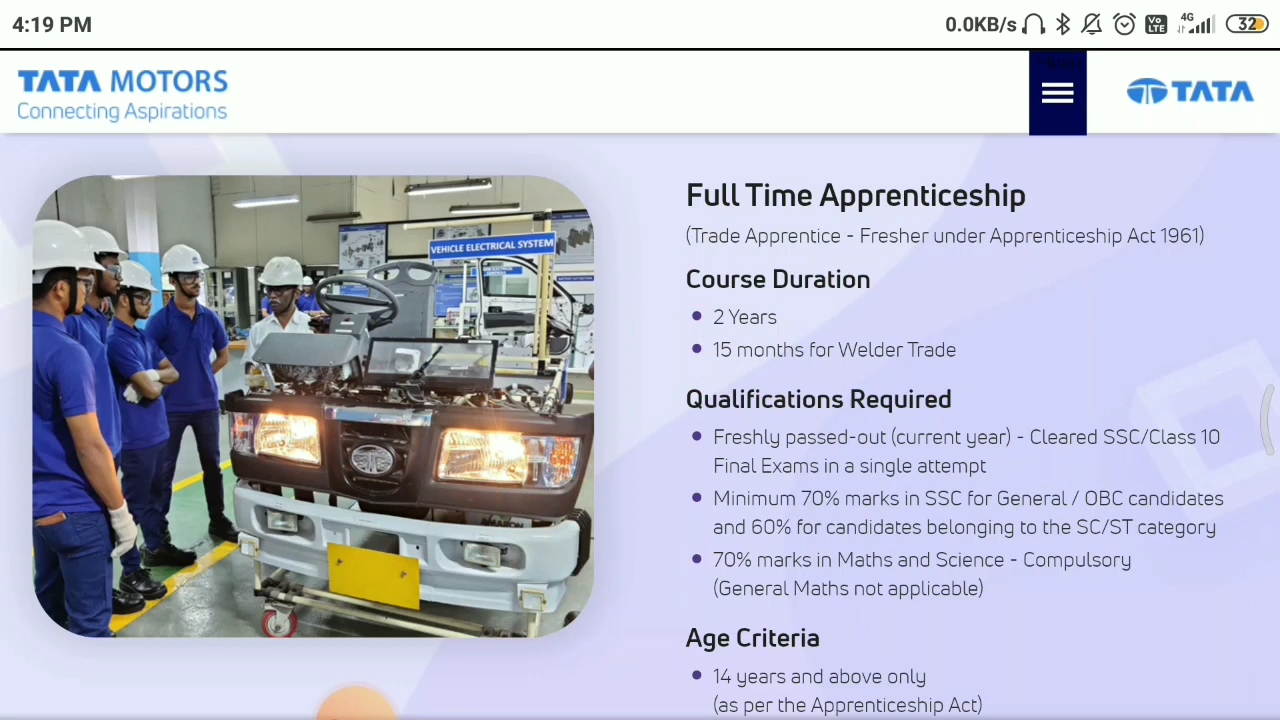 4:19 PM
0.0KB/s
Vo LTE
4G
32
TATA MOTORS
Connecting Aspirations
TATA
VEHICLE ELECTRICAL SYSTEM
Full Time Apprenticeship
(Trade Apprentice - Fresher under Apprenticeship Act 1961)
Course Duration
2 Years
15 months for Welder Trade
Qualifications Required
Freshly passed-out (current year) - Cleared SSC/Class 10
Final Exams in a single attempt
Minimum 70% marks in SSC for General / OBC candidates
and 60% for candidates belonging to the SC/ST category
70% marks in Maths and Science - Compulsory
(General Maths not applicable)
Age Criteria
14 years and above only
(as per the Apprenticeship Act)